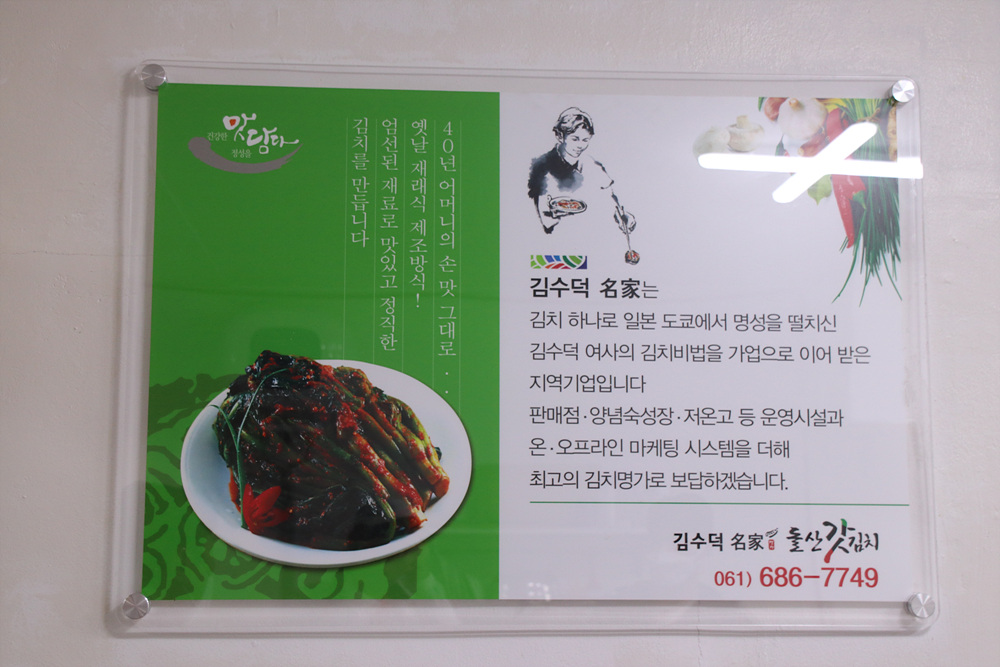 건강한
맛
담다
정성을
40년 어머니의 손 맛 그대로 . . .
옛날 재래식 제조방식!
엄선된 재료로 맛있고 정직한
김치를 만듭니다
김수덕 名家는
김치 하나로 일본 도쿄에서 명성을 떨치신
김수덕 여사의 김치비법을 가업으로 이어 받은
지역기업입니다
판매점·양념숙성장·저온고 등 운영시설과
온·오프라인 마케팅 시스템을 더해
최고의 김치명가로 보답하겠습니다.
김수덕 名家 돌산갓김치
061) 686-7749